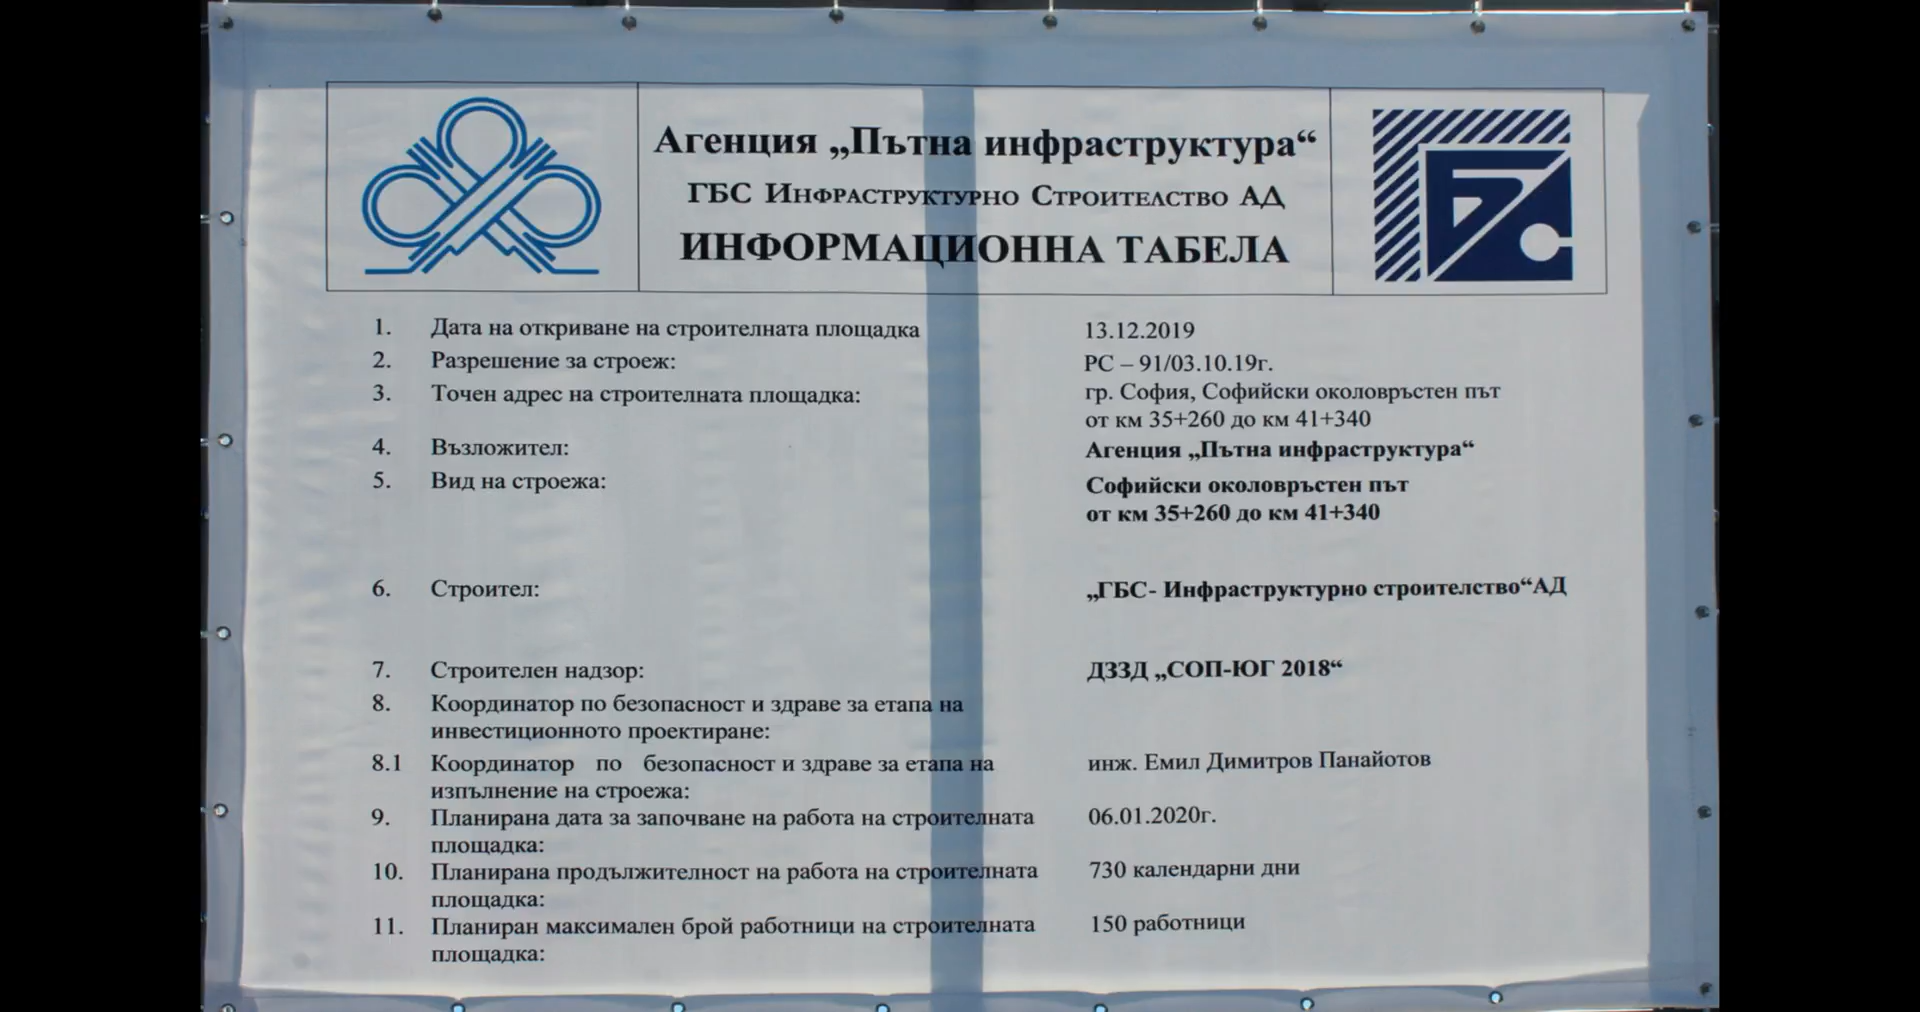 Агенция „Пътна инфраструктура“
ГБС Инфраструктурно Строителство АД
ИНФОРМАЦИОННА ТАБЕЛА
1. Дата на откриване на строителната площадка 13.12.2019
2. Разрешение за строеж: РС – 91/03.10.19г.
3. Точен адрес на строителната площадка: гр. София, Софийски околовръстен път
от км 35+260 до км 41+340
4. Възложител: Агенция „Пътна инфраструктура“
5. Вид на строежа: Софийски околовръстен път
от км 35+260 до км 41+340
6. Строител: „ГБС- Инфраструктурно строителство“АД
7. Строителен надзор: ДЗЗД „СОП-ЮГ 2018“
8. Координатор по безопасност и здраве за етапа на
инвестиционното проектиране:
8.1 Координатор по безопасност и здраве за етапа на инж. Емил Димитров Панайотов
изпълнение на строежа:
9. Планирана дата за започване на работа на строителната 06.01.2020г.
площадка:
10. Планирана продължителност на работа на строителната 730 календарни дни
площадка:
11. Планиран максимален брой работници на строителната 150 работници
площадка: